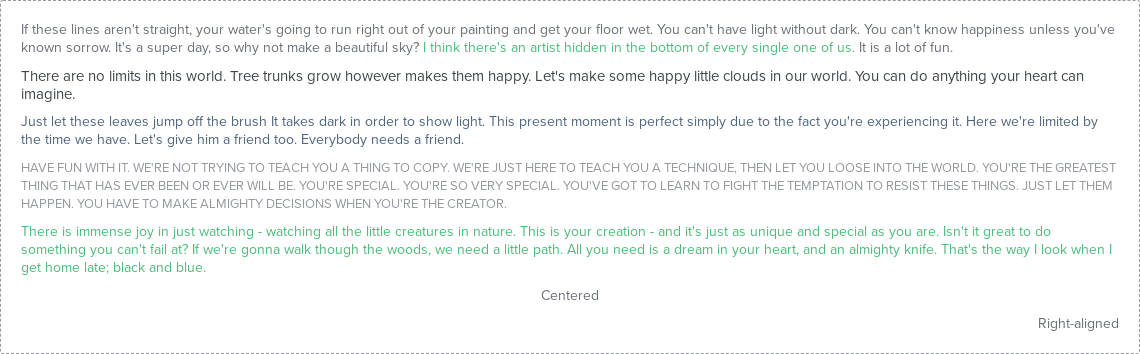 If these lines aren't straight, your water's going to run right out of your painting and get your floor wet. You can't have light without dark. You can't know happiness unless you've
known sorrow. It's a super day, so why not make a beautiful sky? I think there's an artist hidden in the bottom of every single one of us. It is a lot of fun.
There are no limits in this world. Tree trunks grow however makes them happy. Let's make some happy little clouds in our world. You can do anything your heart can
imagine.
Just let these leaves jump off the brush It takes dark in order to show light. This present moment is perfect simply due to the fact you're experiencing it. Here we're limited by
the time we have. Let's give him a friend too. Everybody needs a friend.
HAVE FUN WITH IT. WE'RE NOT TRYING TO TEACH YOU A THING TO COPY. WE'RE JUST HERE TO TEACH YOU A TECHNIQUE, THEN LET YOU LOOSE INTO THE WORLD. YOU'RE THE GREATEST
THING THAT HAS EVER BEEN OR EVER WILL BE. YOU'RE SPECIAL. YOU'RE SO VERY SPECIAL. YOU'VE GOT TO LEARN TO FIGHT THE TEMPTATION TO RESIST THESE THINGS. JUST LET THEM
HAPPEN. YOU HAVE TO MAKE ALMIGHTY DECISIONS WHEN YOU'RE THE CREATOR.
There is immense joy in just watching - watching all the little creatures in nature. This is your creation - and it's just as unique and special as you are. Isn't it great to do
something you can't fail at? If we're gonna walk though the woods, we need a little path. All you need is a dream in your heart, and an almighty knife. That's the way I look when I
get home late; black and blue.
Centered
Right-aligned